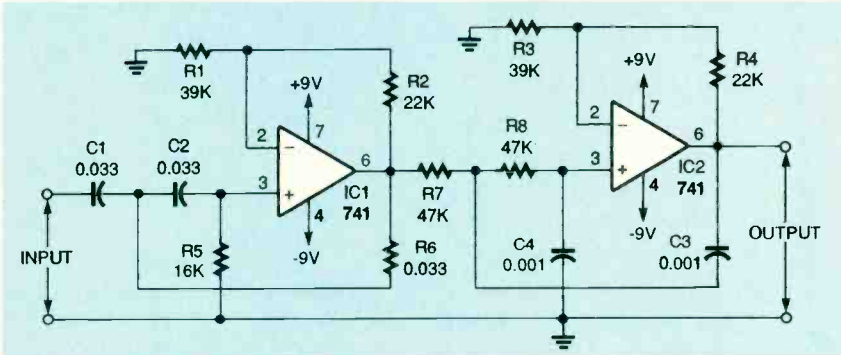 R1
39K
R2
22K
+9V
7
2
6
3
IC1
741
4
-9V
C1
0.033
C2
0.033
R5
16K
R6
0.033
R7
47K
R8
47K
INPUT
R3
39K
R4
22K
+9V
7
2
6
3
IC2
741
4
-9V
C4
0.001
C3
0.001
OUTPUT